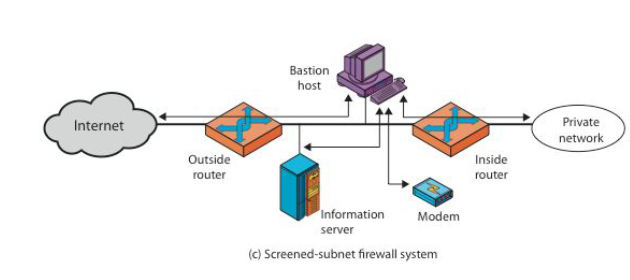 Bastion
host
Internet
Private
network
Outside
router
Inside
router
Information
server
Modem
(c) Screened-subnet firewall system